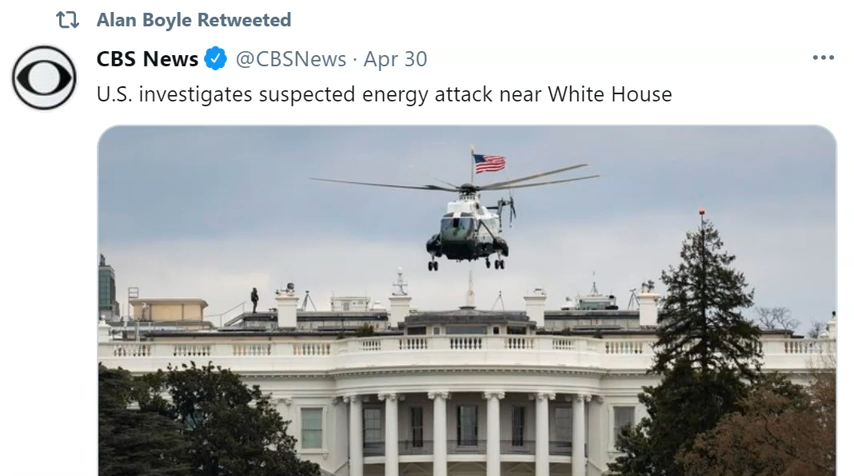 Alan Boyle Retweeted
CBS News @CBSNews · Apr 30
U.S. investigates suspected energy attack near White House